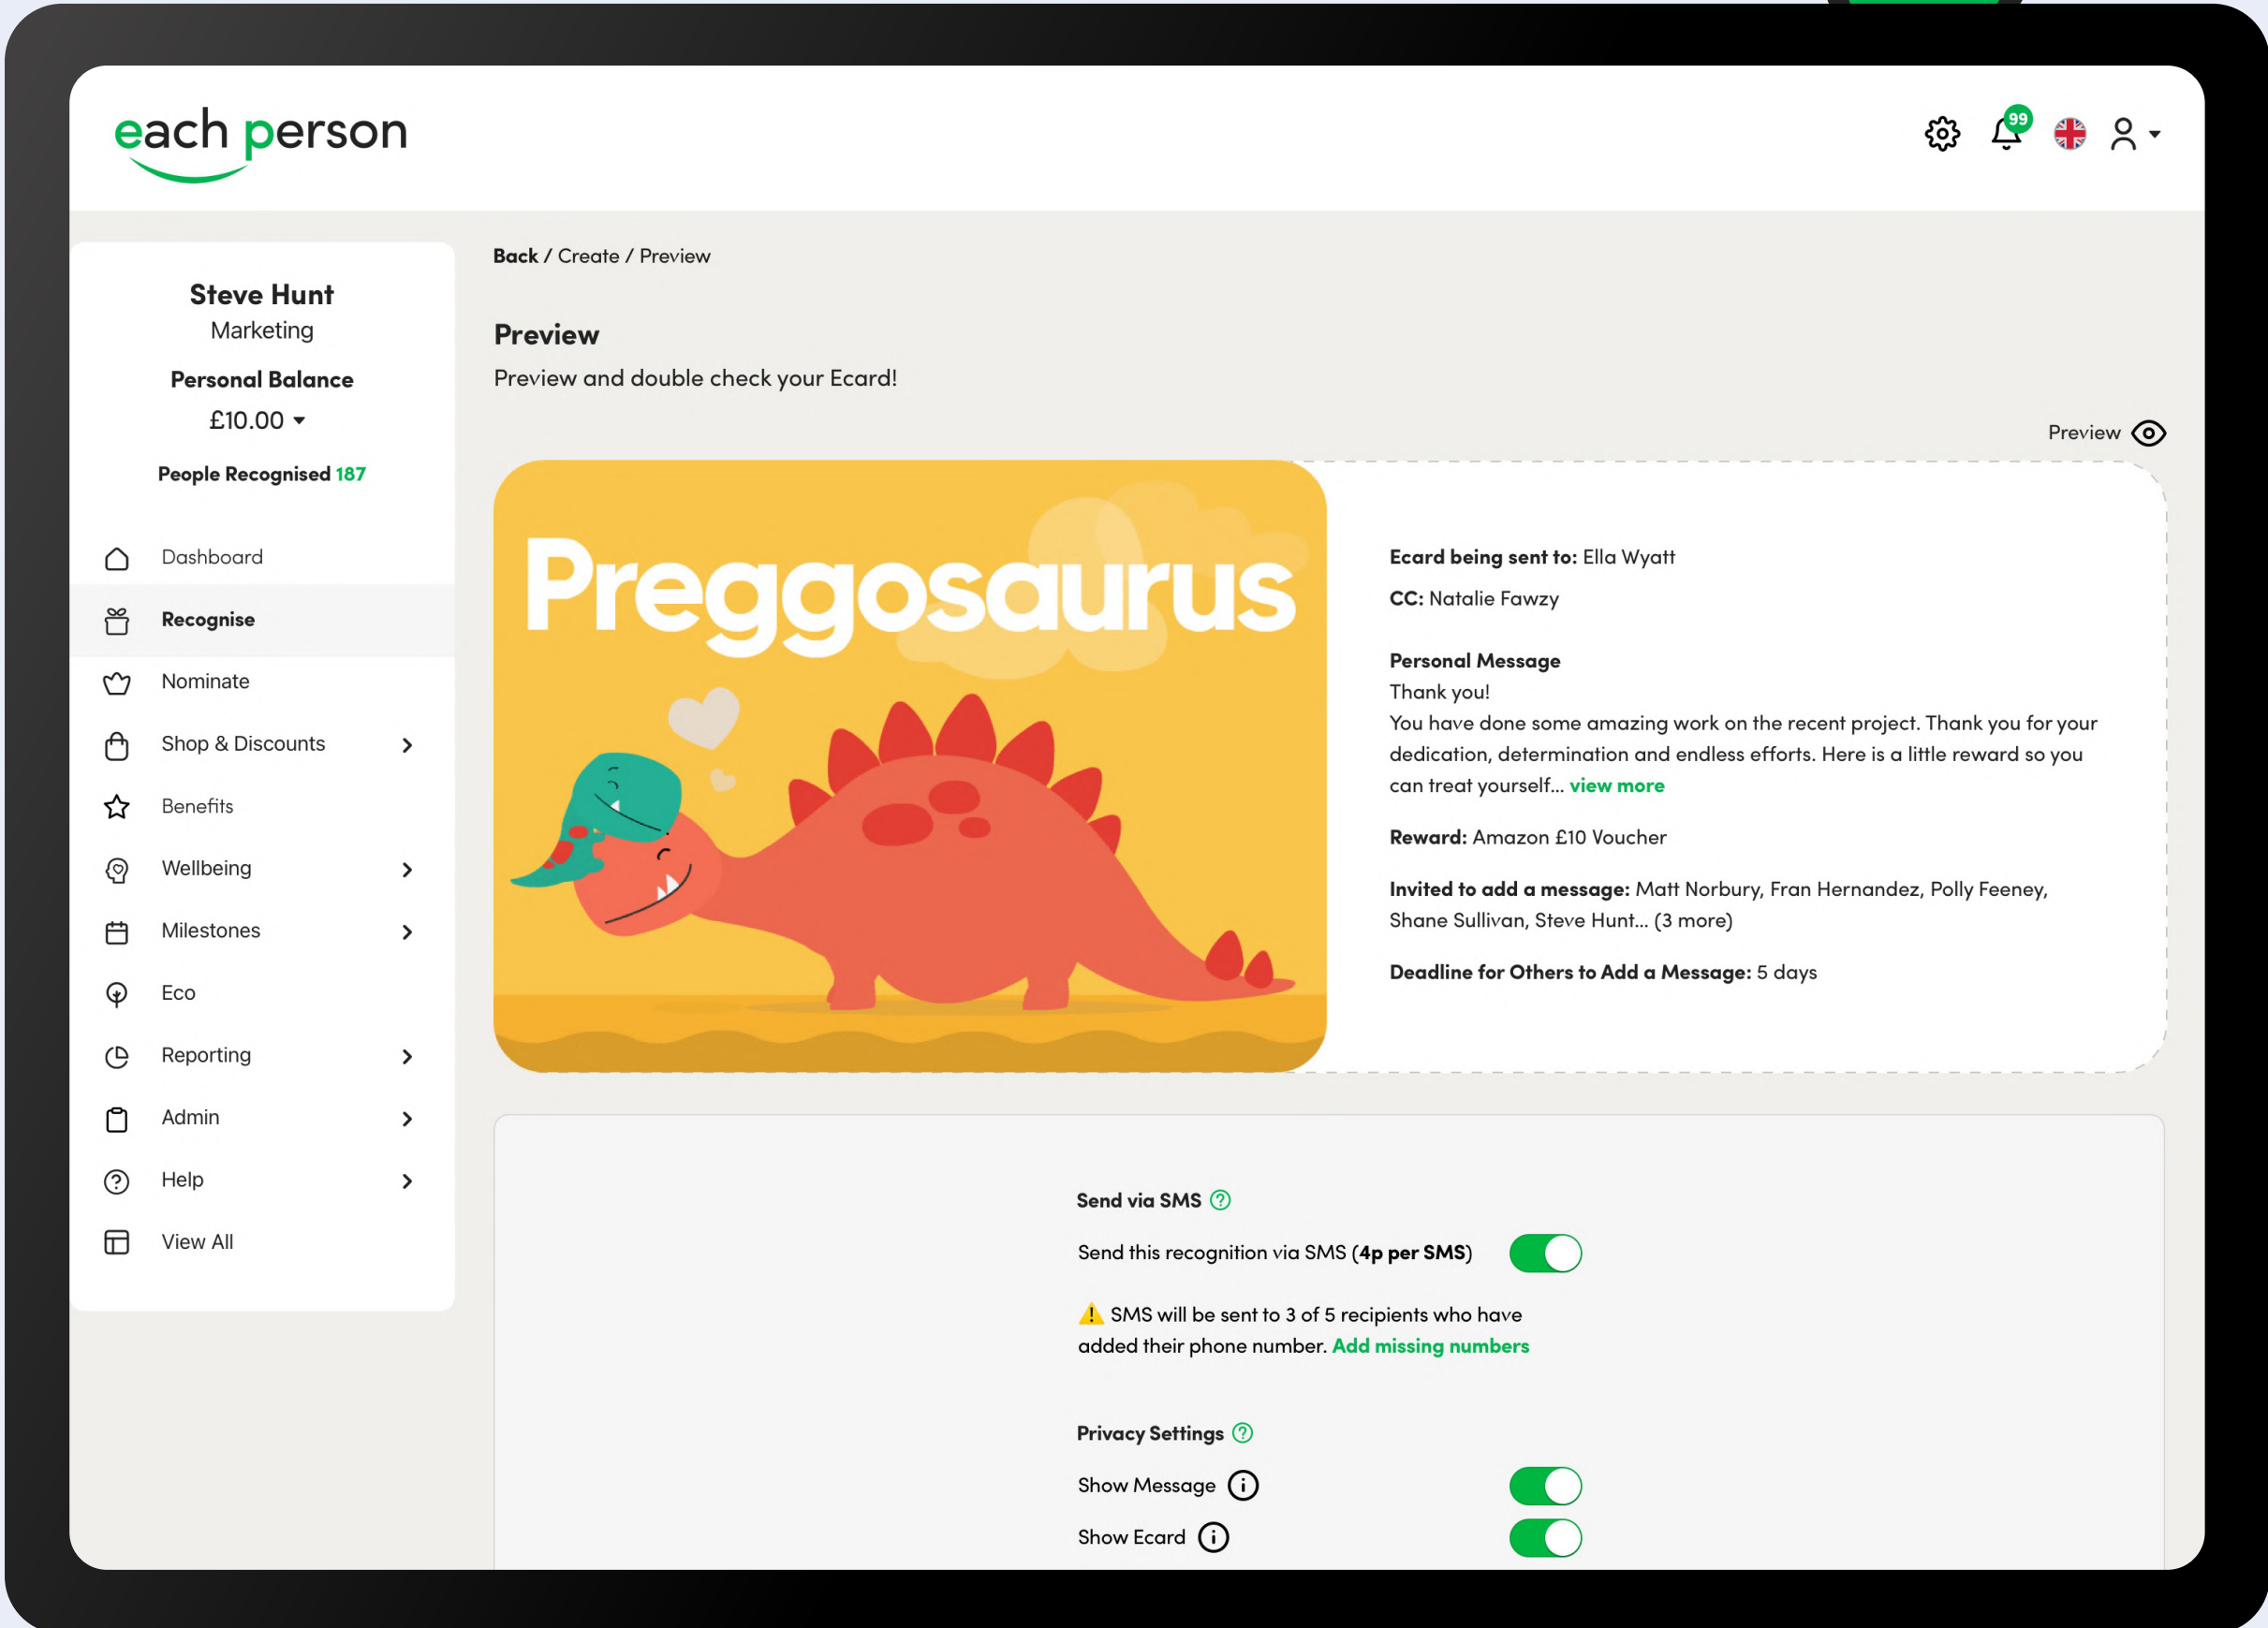 each person
99
Steve Hunt
Marketing
Personal Balance
£10.00
People Recognised 187
Dashboard
Recognise
Nominate
Shop & Discounts
Benefits
Wellbeing
Milestones
Eco
Reporting
Admin
Help
View All
Back / Create / Preview
Preview
Preview and double check your Ecard!
Preview
Preggosaurus
Ecard being sent to: Ella Wyatt
CC: Natalie Fawzy
Personal Message
Thank you!
You have done some amazing work on the recent project. Thank you for your
dedication, determination and endless efforts. Here is a little reward so you
can treat yourself... view more
Reward: Amazon £10 Voucher
Invited to add a message: Matt Norbury, Fran Hernandez, Polly Feeney,
Shane Sullivan, Steve Hunt... (3 more)
Deadline for Others to Add a Message: 5 days
Send via SMS
Send this recognition via SMS (4p per SMS)
SMS will be sent to 3 of 5 recipients who have
added their phone number. Add missing numbers
Privacy Settings
Show Message
Show Ecard